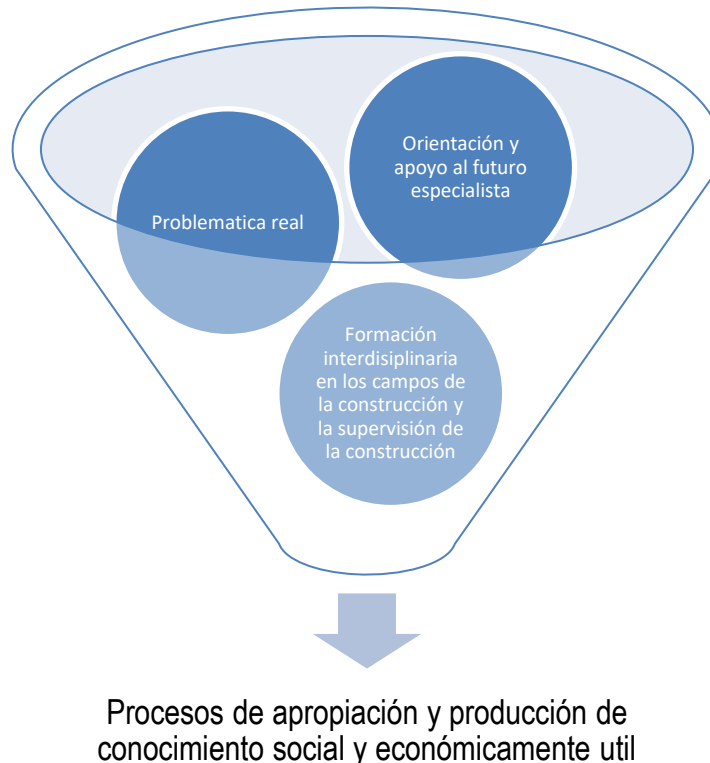 Orientación y
apoyo al futuro
especialista
Problematica real
Formación
interdisiplinaria
en los campos de
la construcción y
la supervisión de
la construcción
Procesos de apropiación y producción de
conocimiento social y económicamente util